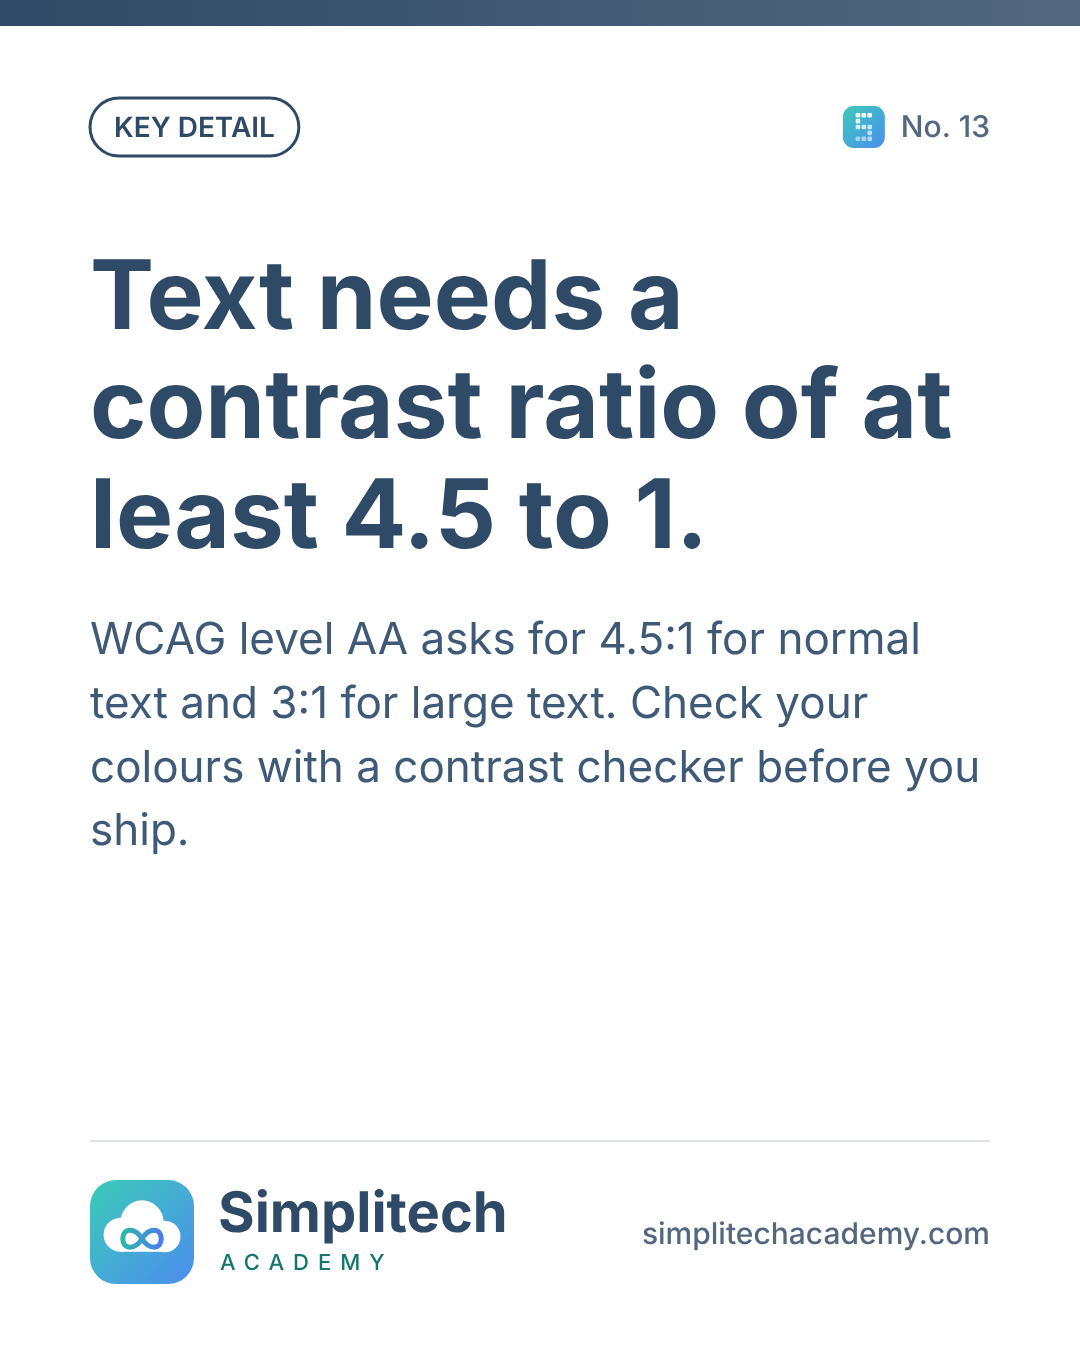 KEY DETAIL
No. 13
Text needs a
contrast ratio of at
least 4.5 to 1.
WCAG level AA asks for 4.5:1 for normal
text and 3:1 for large text. Check your
colours with a contrast checker before you
ship.
Simplitech
ACADEMY
simplitechacademy.com